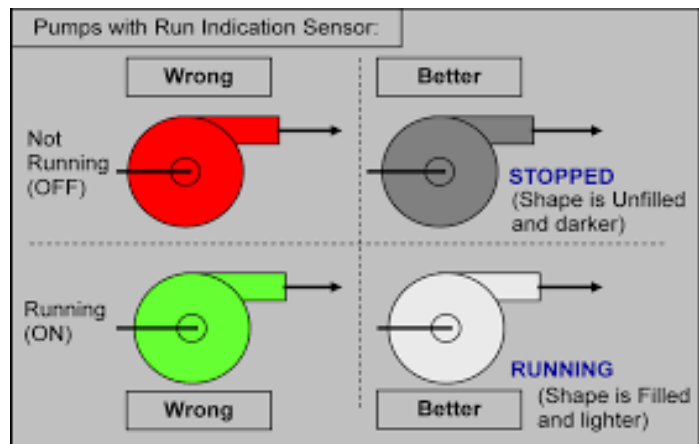 Pumps with Run Indication Sensor:
Wrong
Better
Not
Running
(OFF)
STOPPED
(Shape is Unfilled
and darker)
Running
(ON)
RUNNING
(Shape is Filled
and lighter)
Wrong
Better